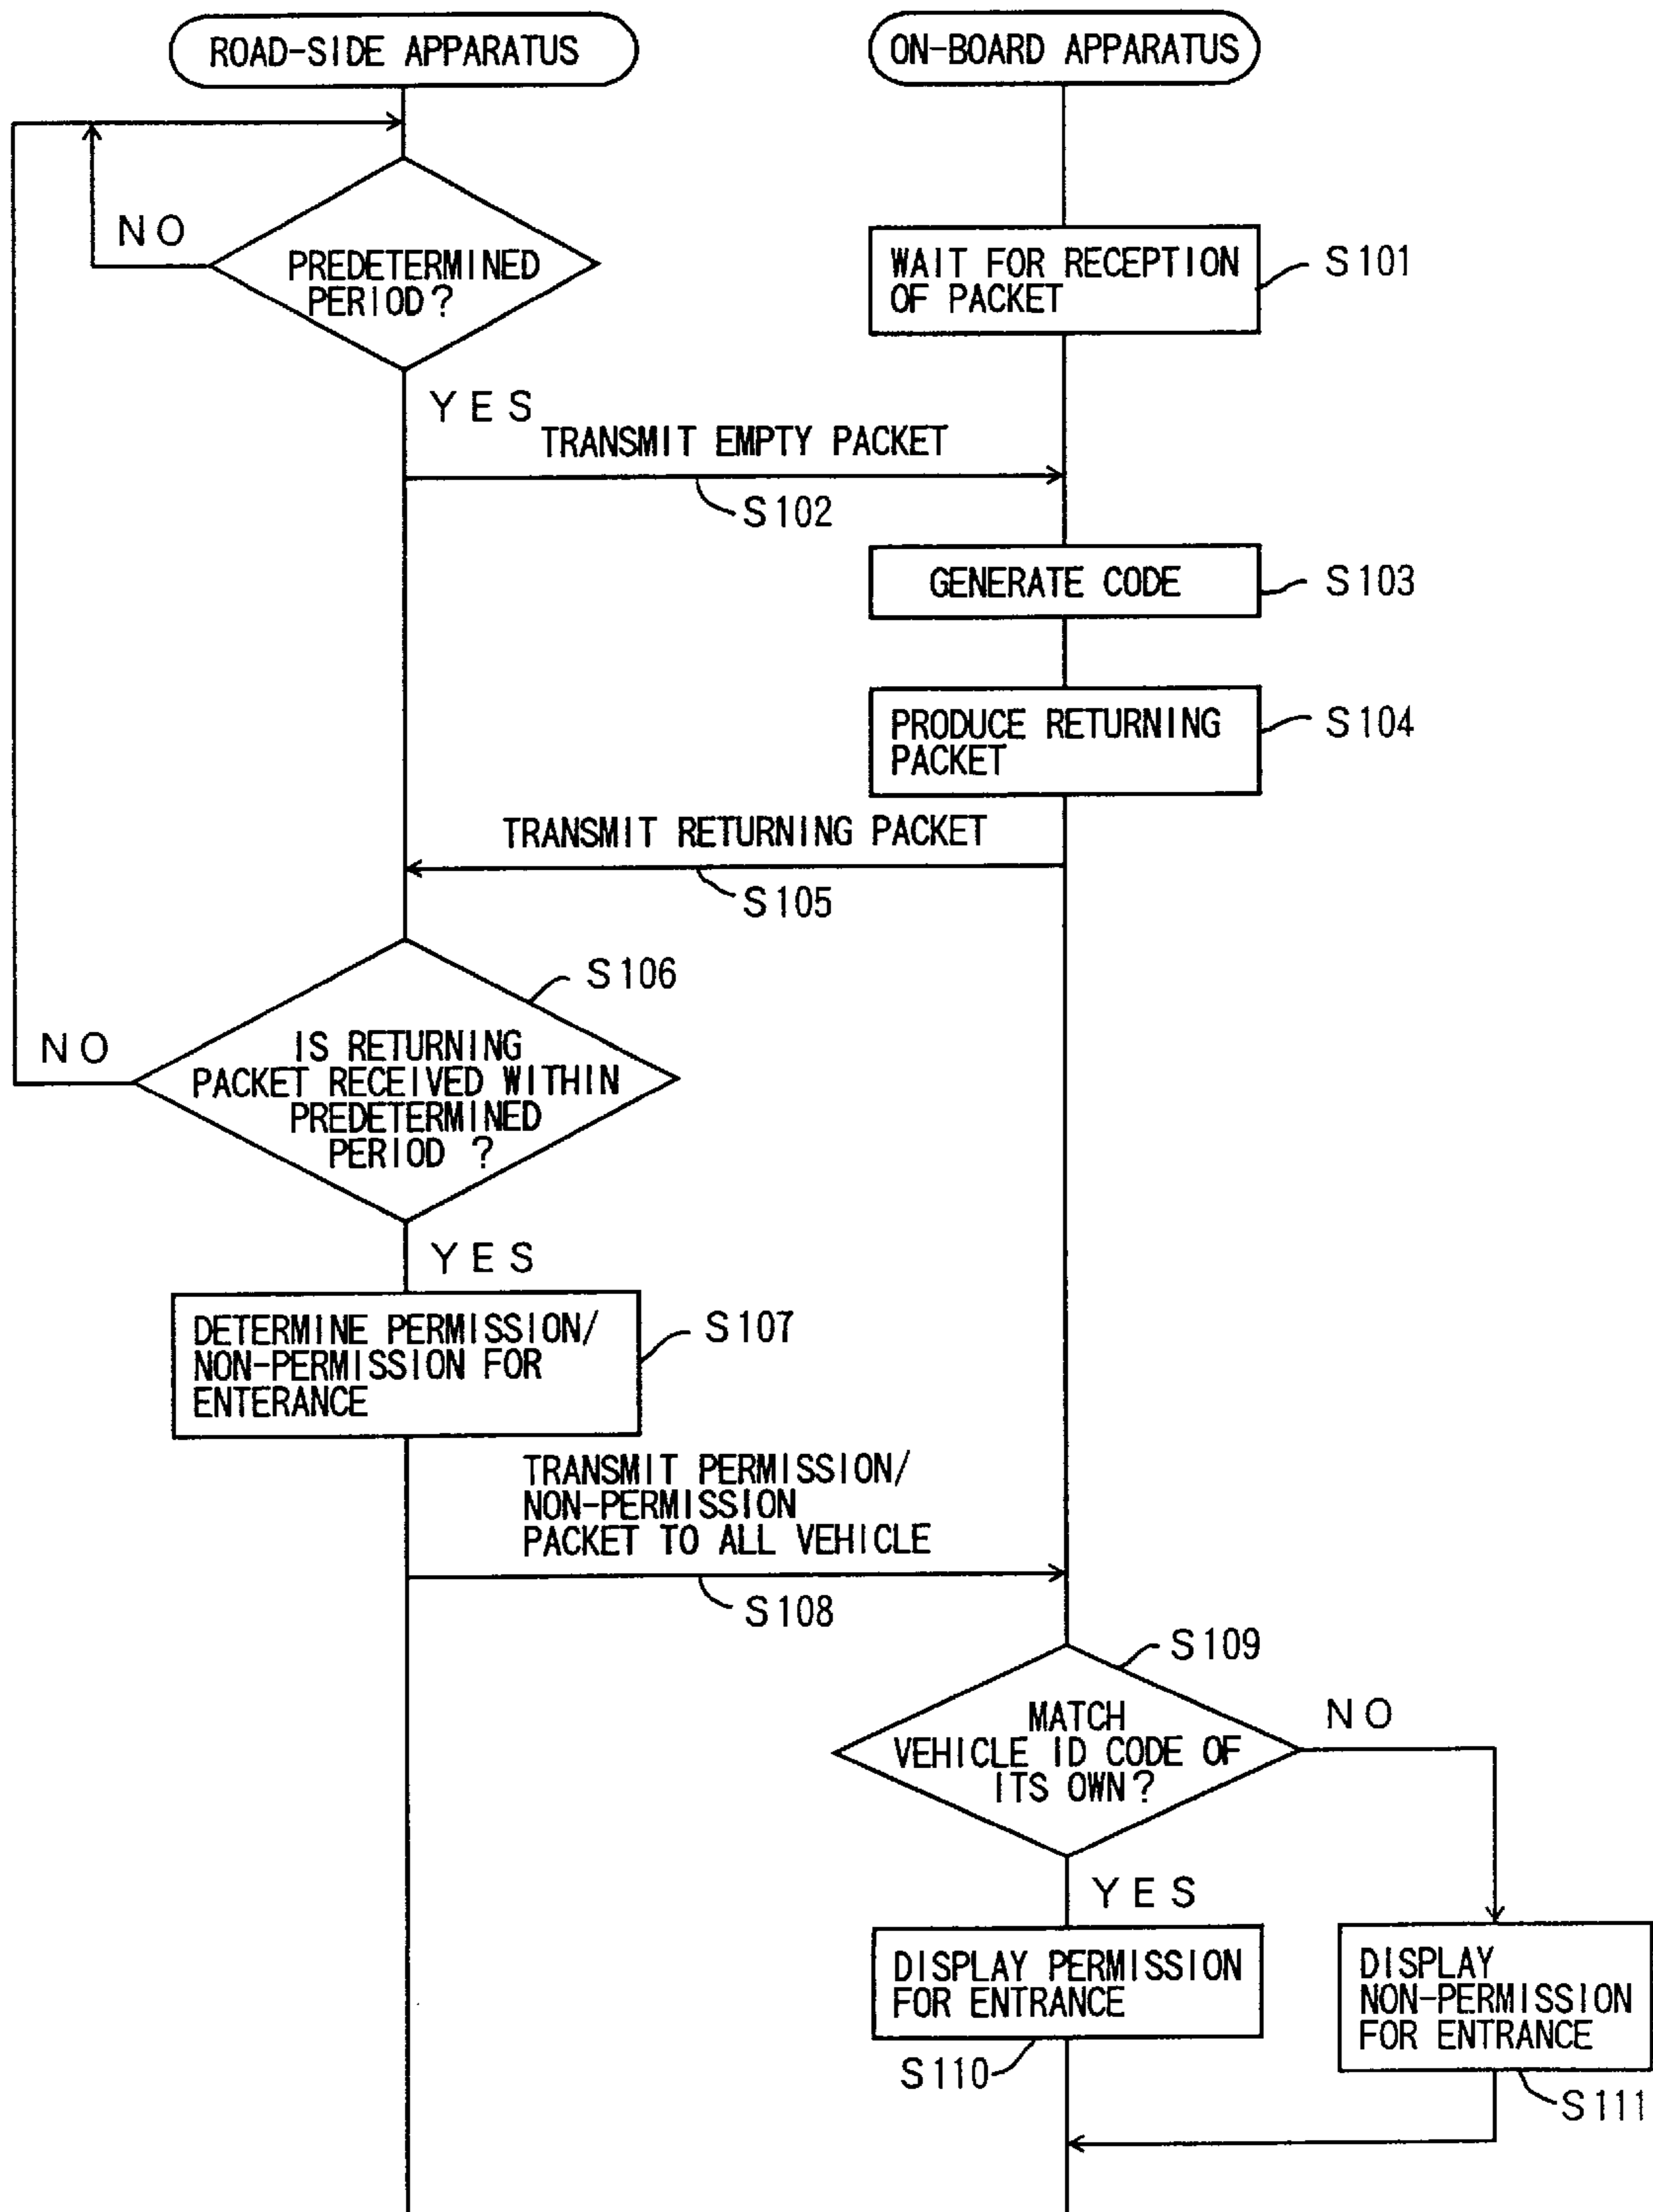 ROAD-SIDE APPARATUS
ON-BOARD APPARATUS
NO
PREDETERMINED
PERIOD?
WAIT FOR RECEPTION
OF PACKET
S101
YES
TRANSMIT EMPTY PACKET
S102
GENERATE CODE
S103
PRODUCE RETURNING
PACKET
S104
TRANSMIT RETURNING PACKET
S105
S106
NO
IS RETURNING
PACKET RECEIVED WITHIN
PREDETERMINED
PERIOD ?
YES
DETERMINE PERMISSION/
NON-PERMISSION FOR
ENTERANCE
S107
TRANSMIT PERMISSION/
NON-PERMISSION
PACKET TO ALL VEHICLE
S108
S109
MATCH
VEHICLE ID CODE OF
ITS OWN?
NO
YES
DISPLAY PERMISSION
FOR ENTRANCE
S110
DISPLAY
NON-PERMISSION
FOR ENTRANCE
S111